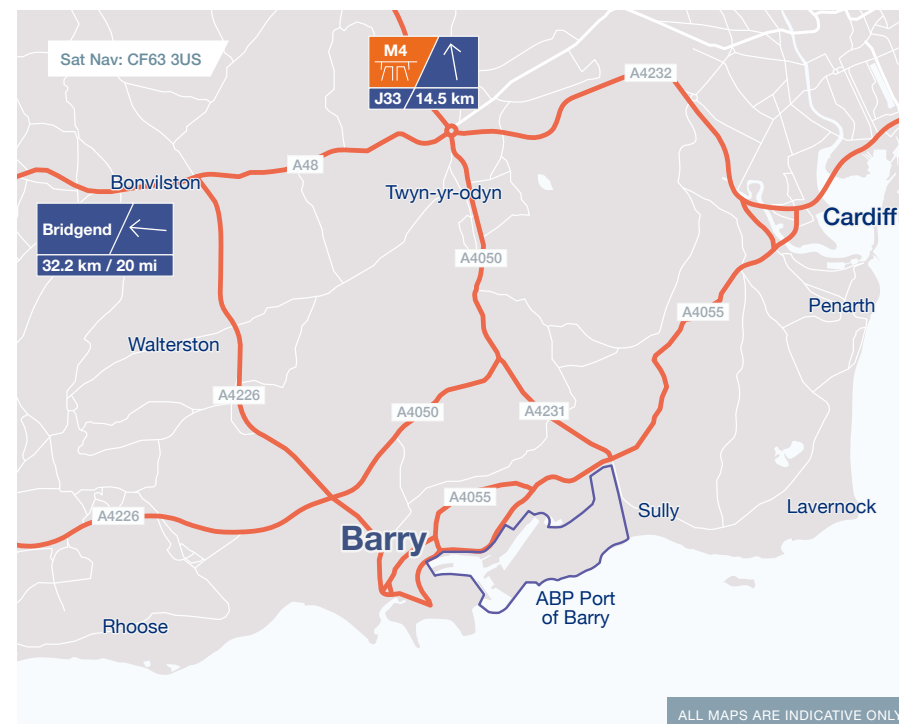 Sat Nav: CF63 3US
M4
J33 / 14.5 km
A4232
A48
Bonvilston
Twyn-yr-odyn
Cardiff
Bridgend
32.2 km / 20 mi
A4050
Penarth
A4055
Walterston
A4226
A4050
A4231
A4055
A4226
Sully
Lavernock
Barry
ABP Port
of Barry
Rhoose
ALL MAPS ARE INDICATIVE ONLY